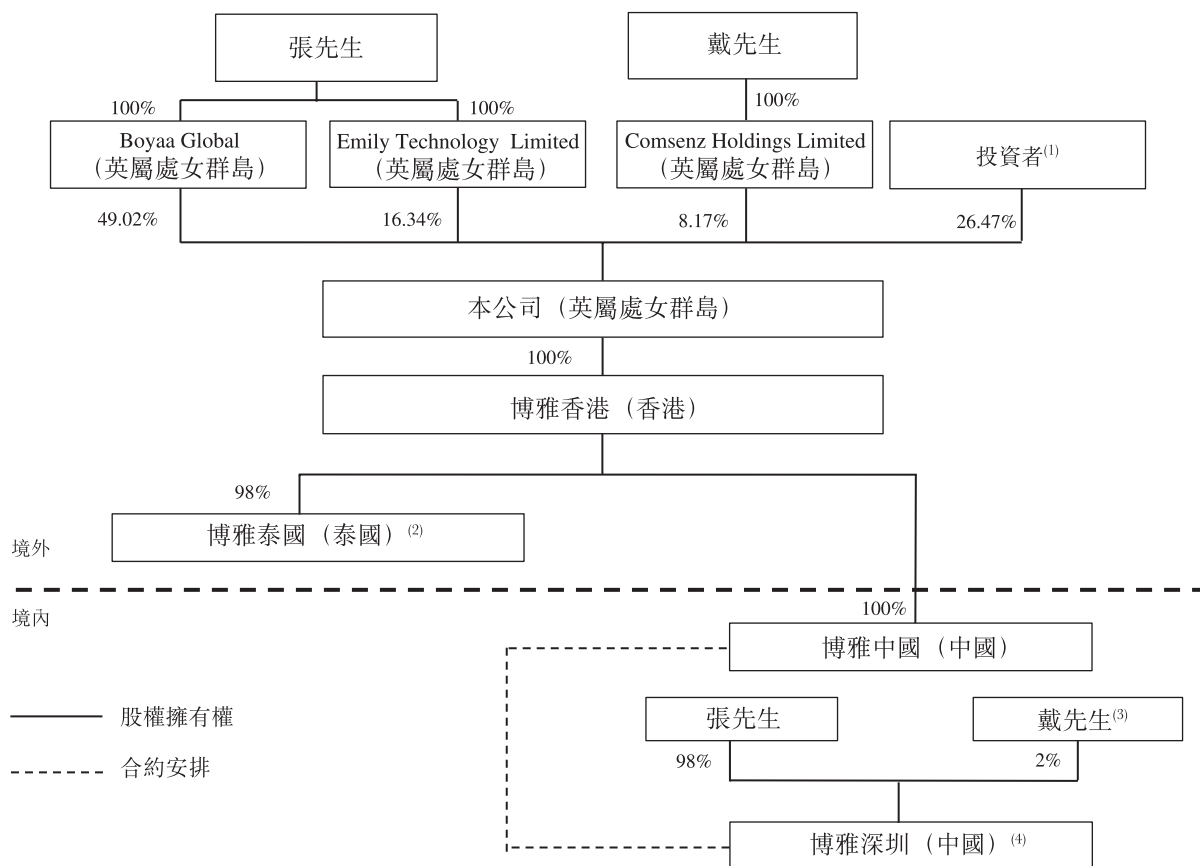 張先生
戴先生
100%
100%
100%
Boyaa Global
（英屬處女群島）
Emily Technology Limited
（英屬處女群島）
Comsenz Holdings Limited
（英屬處女群島）
投資者(1)
49.02%
16.34%
8.17%
26.47%
本公司（英屬處女群島）
100%
博雅香港（香港）
98%
博雅泰國（泰國）(2)
境外
境內
100%
博雅中國（中國）
張先生
戴先生(3)
股權擁有權
98%
2%
合約安排
博雅深圳（中國）(4)